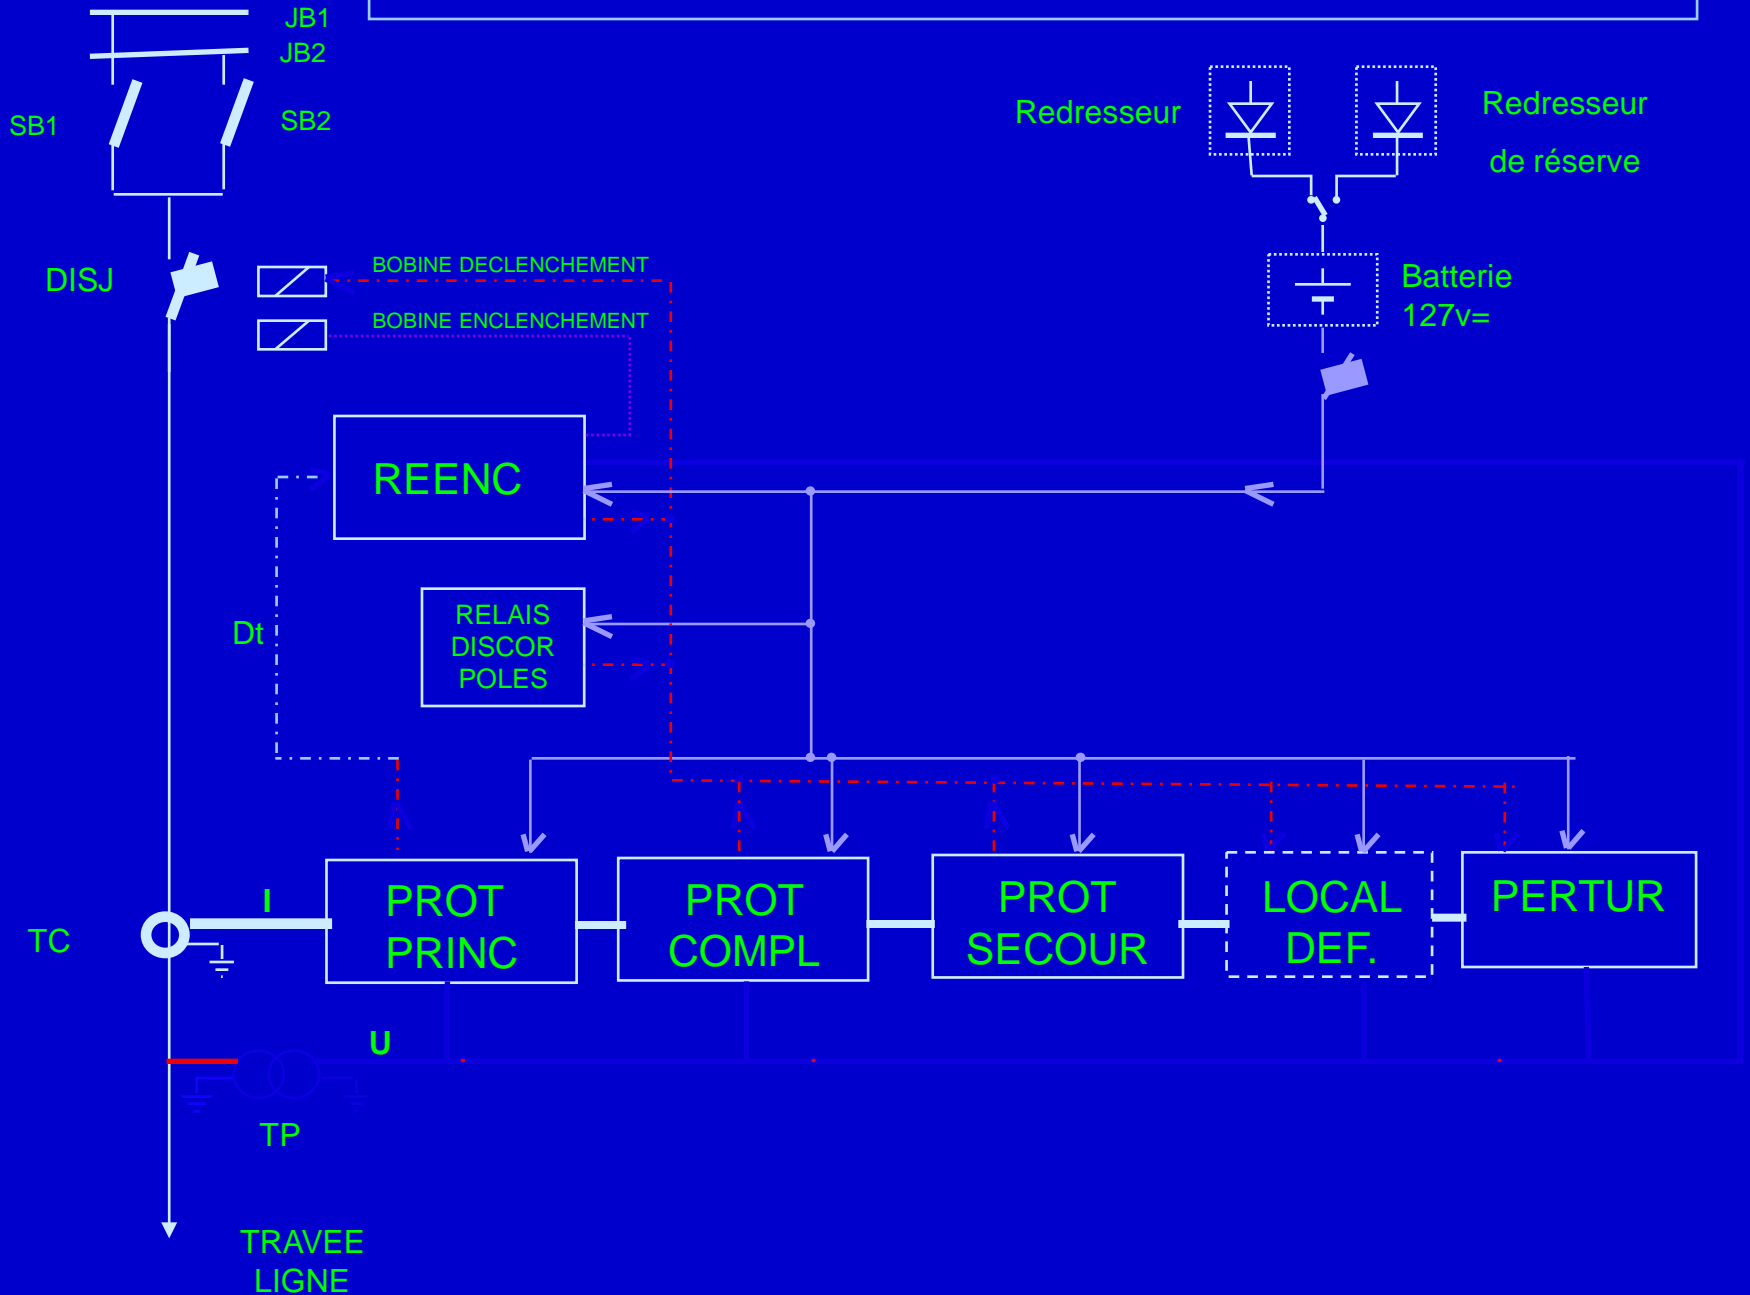 JB1
JB2
SB1
SB2
Redresseur
Redresseur
de réserve
DISJ
BOBINE DECLENCHEMENT
BOBINE ENCLENCHEMENT
Batterie
127v=
REENC
Dt
RELAIS
DISCOR
POLES
I
TC
PROT
PRINC
PROT
COMPL
PROT
SECOUR
LOCAL
DEF.
PERTUR
U
TP
TRAVEE
LIGNE